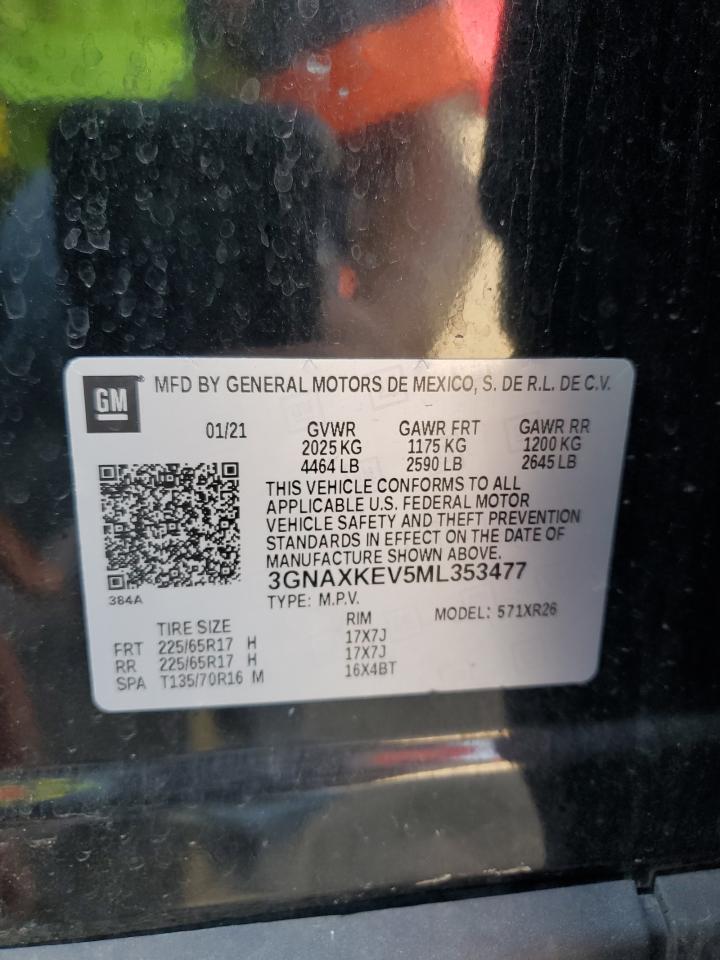 GM MFD BY GENERAL MOTORS DE MEXICO, S. DE R.L. DE C.V.
01/21 GVWR GAWR FRT GAWR RR
2025 KG 1175 KG 1200 KG
4464 LB 2590 LB 2645 LB
THIS VEHICLE CONFORMS TO ALL
APPLICABLE U.S. FEDERAL MOTOR
VEHICLE SAFETY AND THEFT PREVENTION
STANDARDS IN EFFECT ON THE DATE OF
MANUFACTURE SHOWN ABOVE.
3GNAXKEV5ML353477
384A
TYPE: M.P.V. MODEL: 571XR26
TIRE SIZE RIM
FRT 225/65R17 H 17X7J
RR 225/65R17 H 17X7J
SPA T135/70R16 M 16X4BT